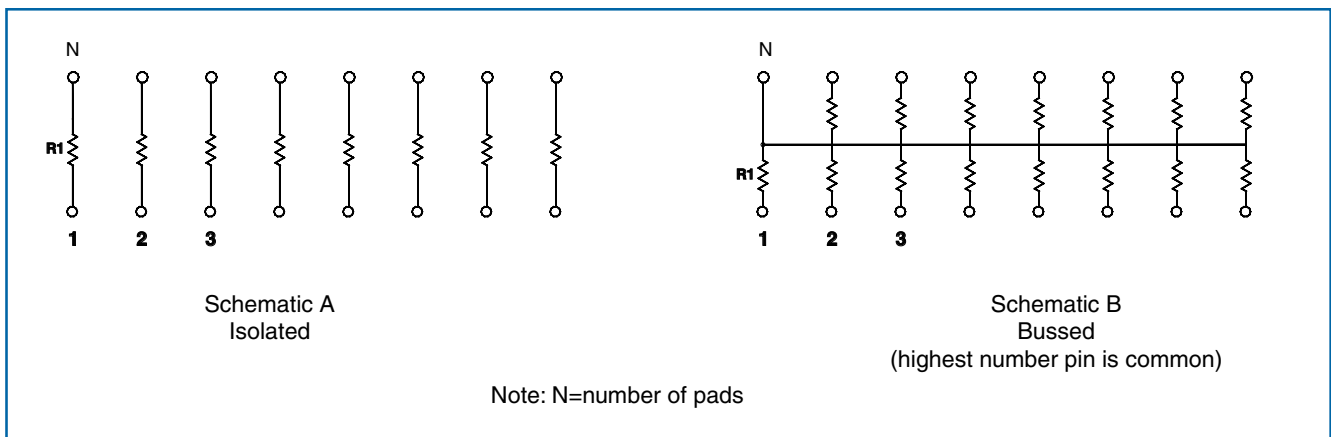 N
R1
1 2 3
Schematic A
Isolated
N
R1
1 2 3
Schematic B
Bussed
(highest number pin is common)
Note: N=number of pads